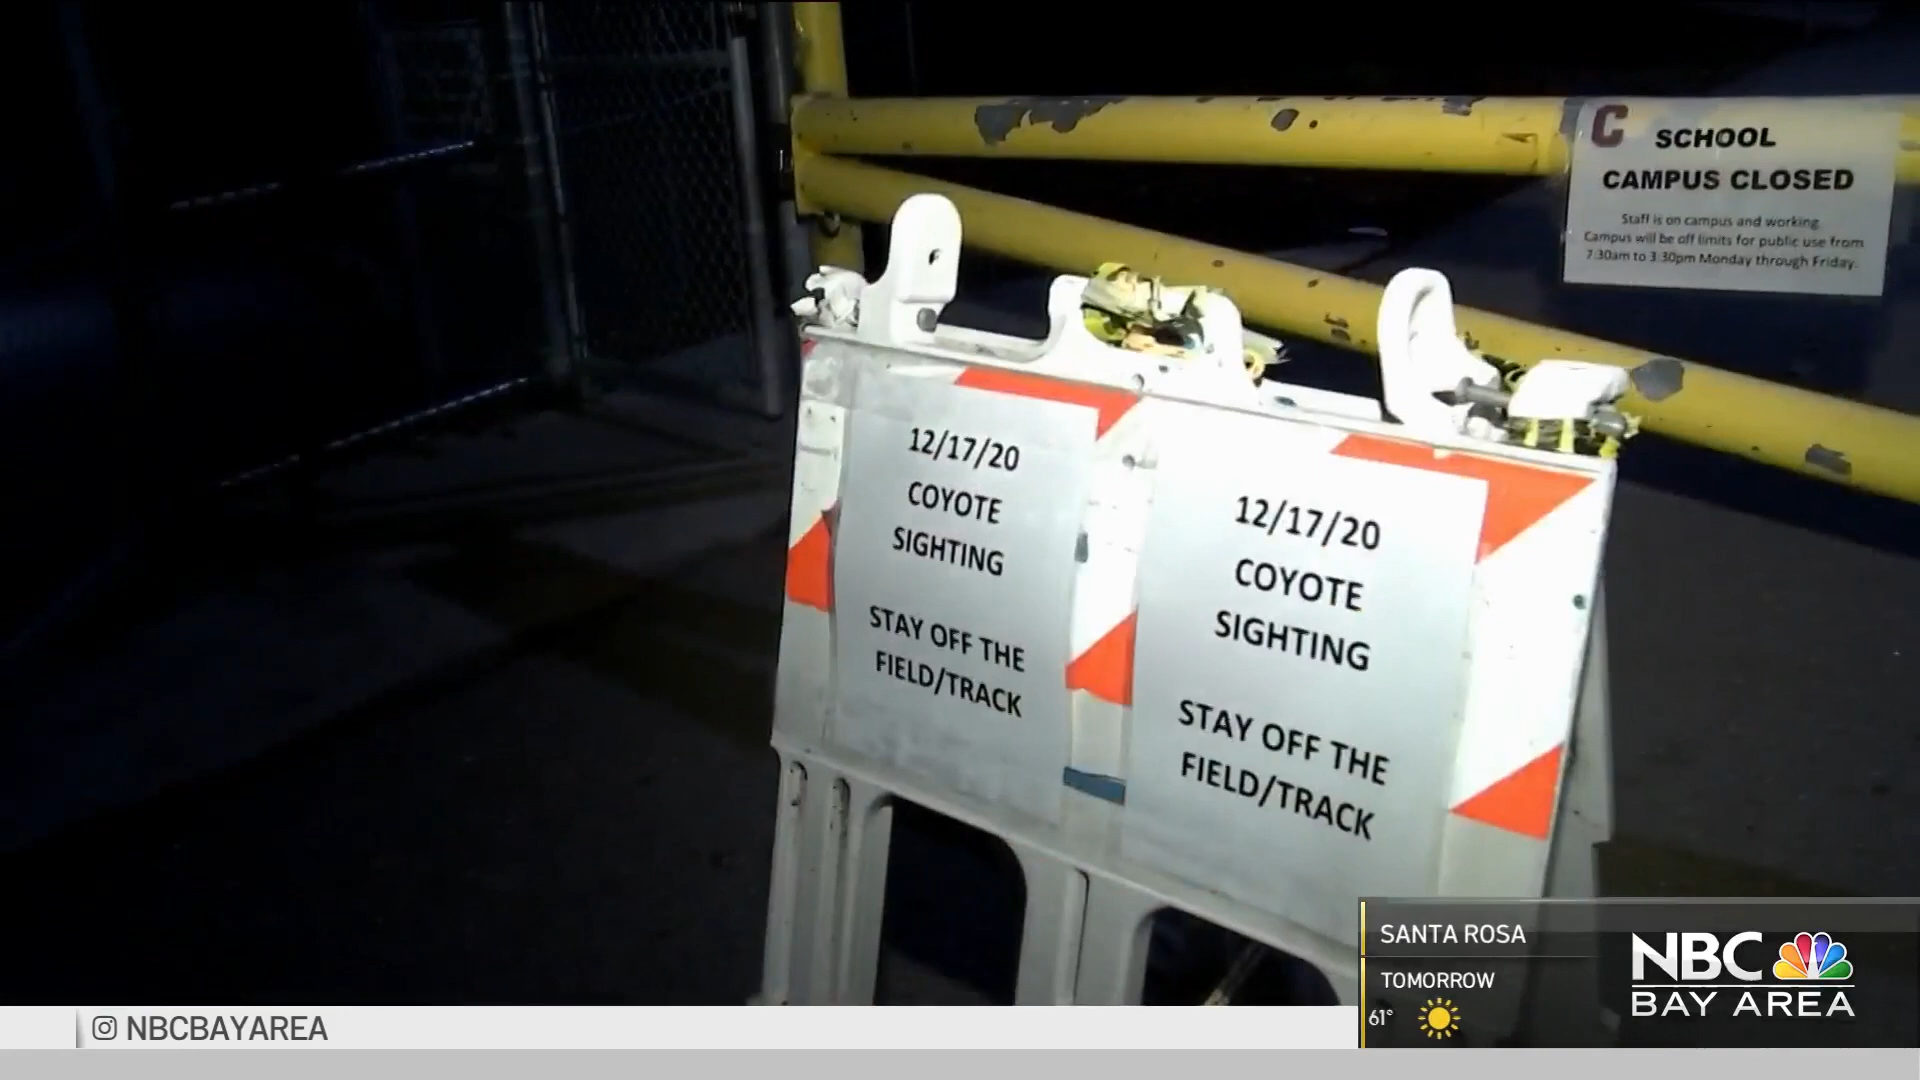 C SCHOOL
CAMPUS CLOSED
Staff is on campus and working.
Campus will be off limits for public use from
7:30am to 3:30pm Monday through Friday.
12/17/20
COYOTE
SIGHTING
STAY OFF THE
FIELD/TRACK
12/17/20
COYOTE
SIGHTING
STAY OFF THE
FIELD/TRACK
SANTA ROSA
TOMORROW
61°
NBC
BAY AREA
NBCBAYAREA